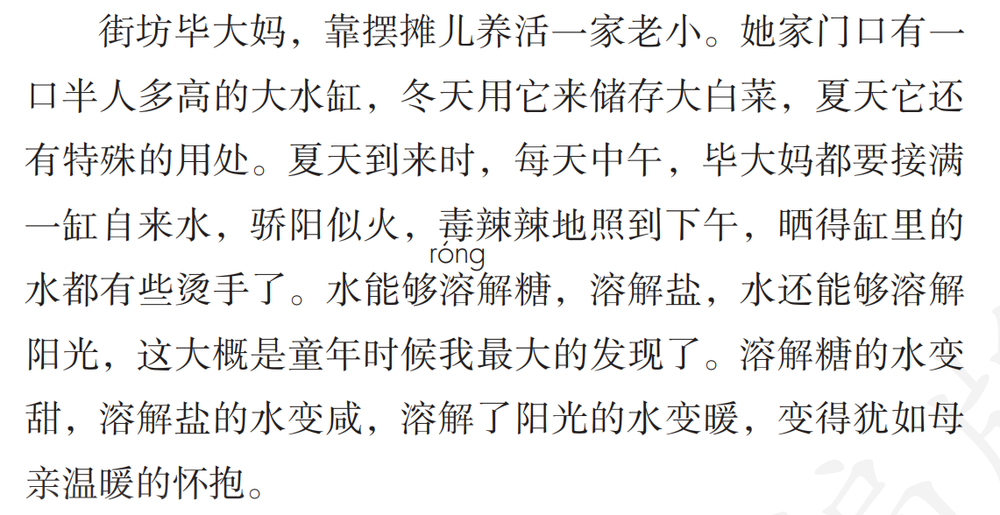 街坊毕大妈，靠摆摊儿养活一家老小。她家门口有一
口半人多高的大水缸，冬天用它来储存大白菜，夏天它还
有特殊的用处。夏天到来时，每天中午，毕大妈都要接满
一缸自来水，骄阳似火，毒辣辣地照到下午，晒得缸里的
róng
水都有些烫手了。水能够溶解糖，溶解盐，水还能够溶解
阳光，这大概是童年时候我最大的发现了。溶解糖的水变
甜，溶解盐的水变咸，溶解了阳光的水变暖，变得犹如母
亲温暖的怀抱。